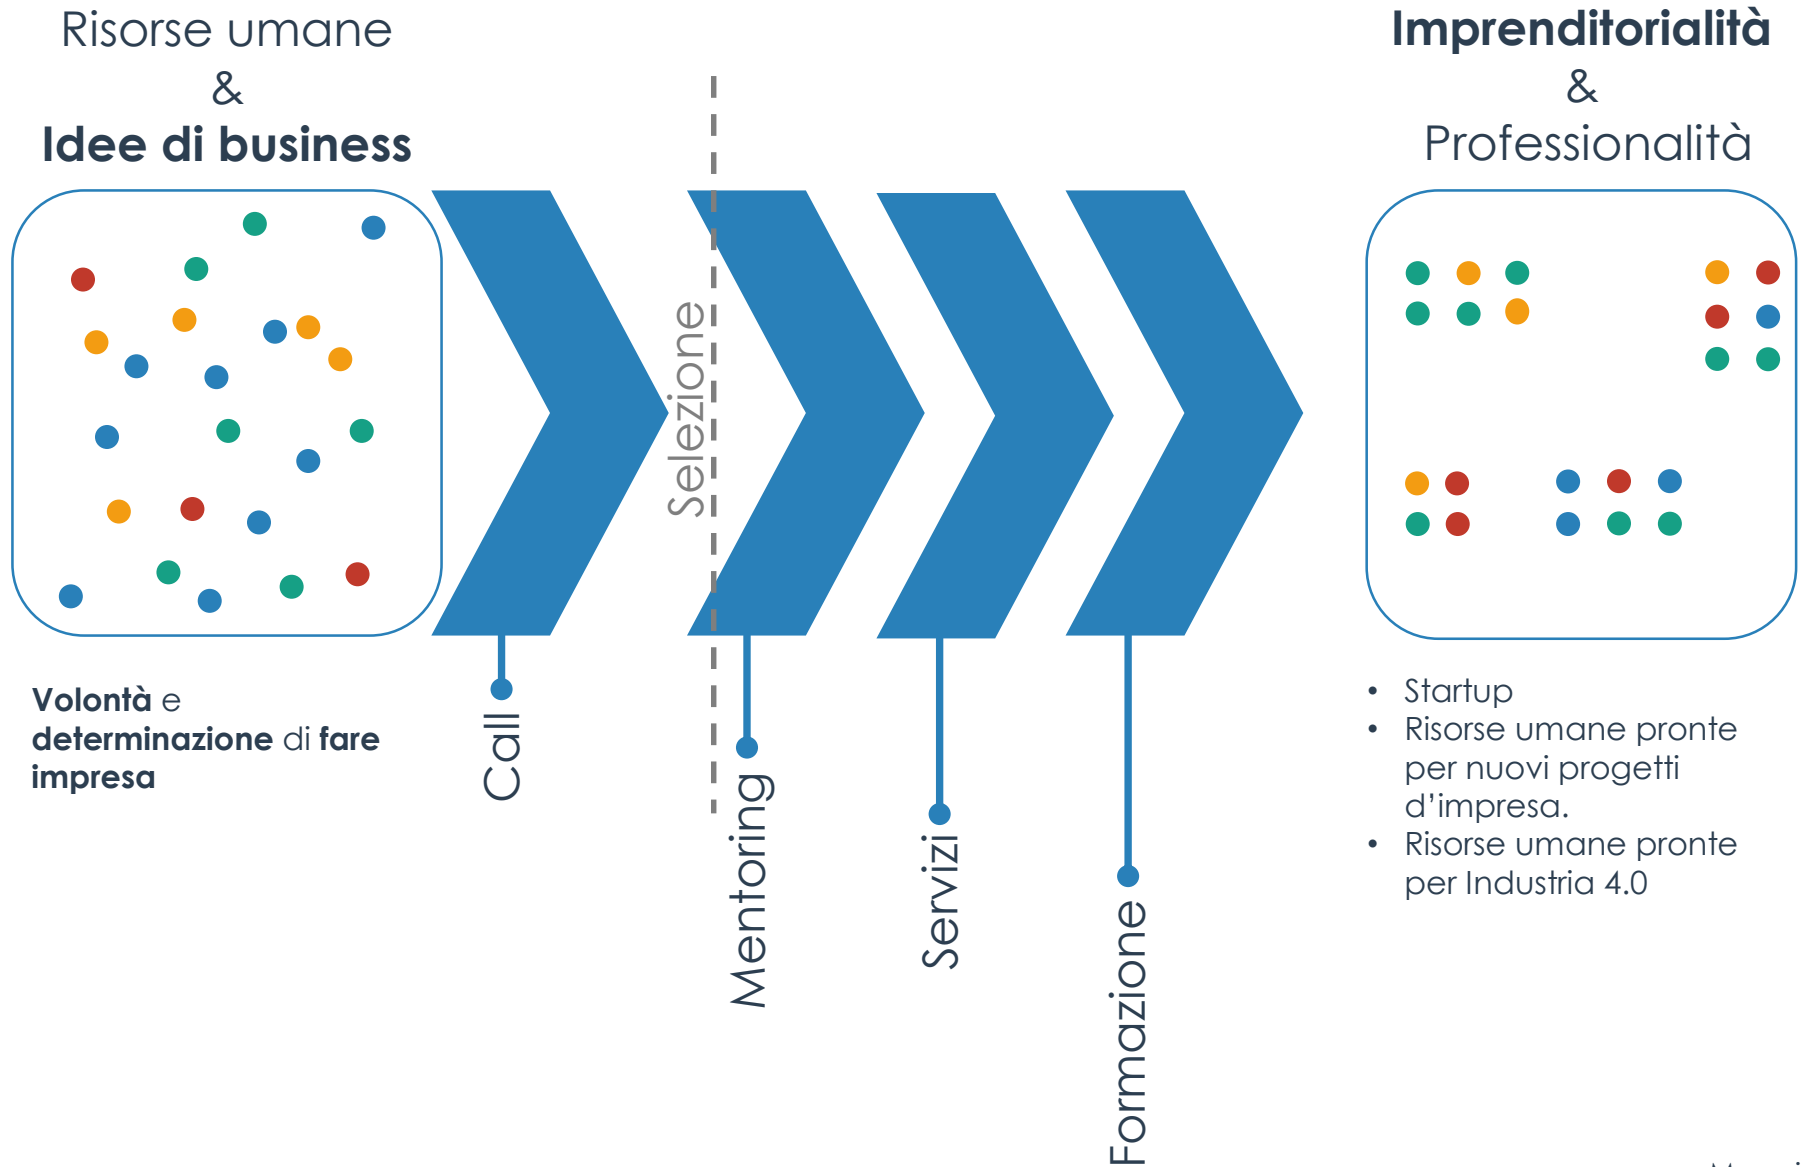 Risorse umane
&
Idee di business
Volontà e
determinazione di fare
impresa
Call
Selezione
Mentoring
Servizi
Formazione
Imprenditorialità
&
Professionalità
• Startup
• Risorse umane pronte
per nuovi progetti
d’impresa.
• Risorse umane pronte
per Industria 4.0